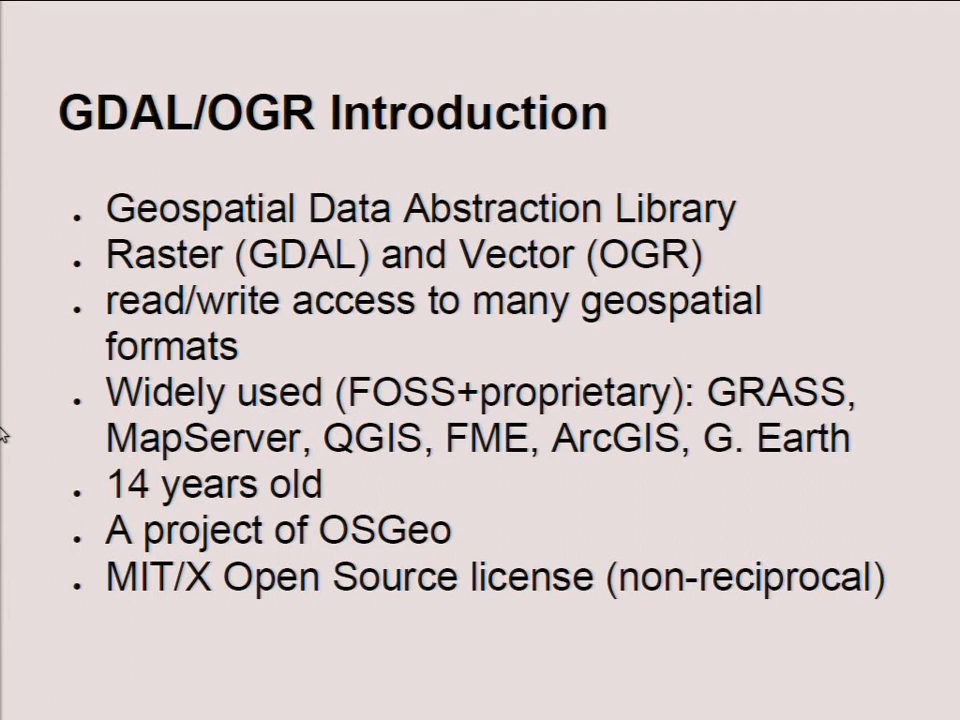 GDAL/OGR Introduction
• Geospatial Data Abstraction Library
• Raster (GDAL) and Vector (OGR)
• read/write access to many geospatial
formats
• Widely used (FOSS+proprietary): GRASS,
MapServer, QGIS, FME, ArcGIS, G. Earth
• 14 years old
• A project of OSGeo
• MIT/X Open Source license (non-reciprocal)